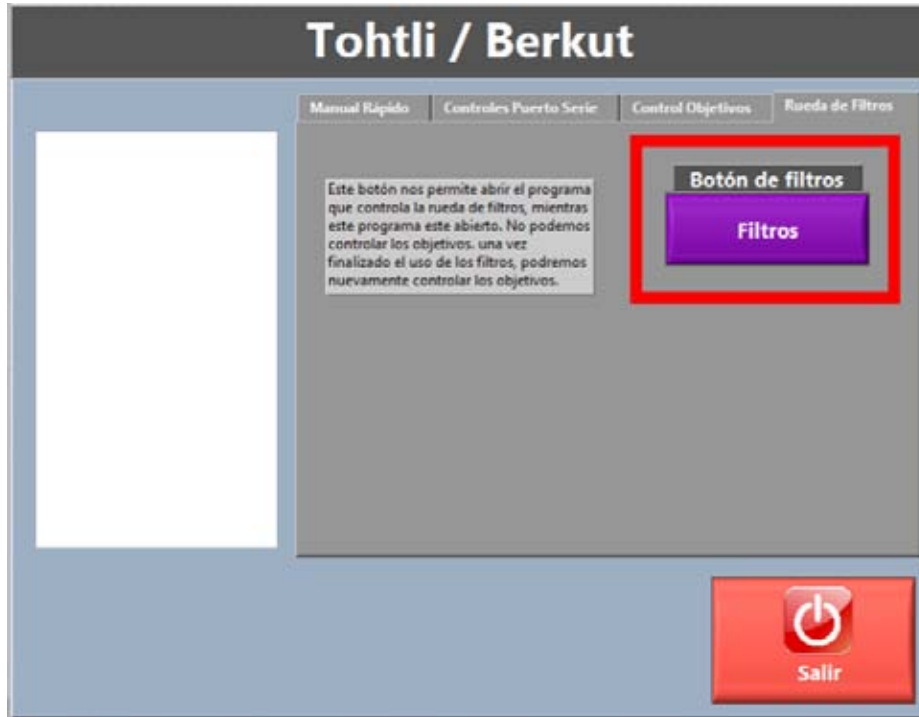 Tohtli / Berkut
Manual Rápido
Controles Puerto Serie
Control Objetivos
Rueda de Filtros
Este botón nos permite abrir el programa
que controla la rueda de filtros, mientras
este programa este abierto. No podemos
controlar los objetivos. una vez
finalizado el uso de los filtros, podremos
nuevamente controlar los objetivos.
Botón de filtros
Filtros
Salir